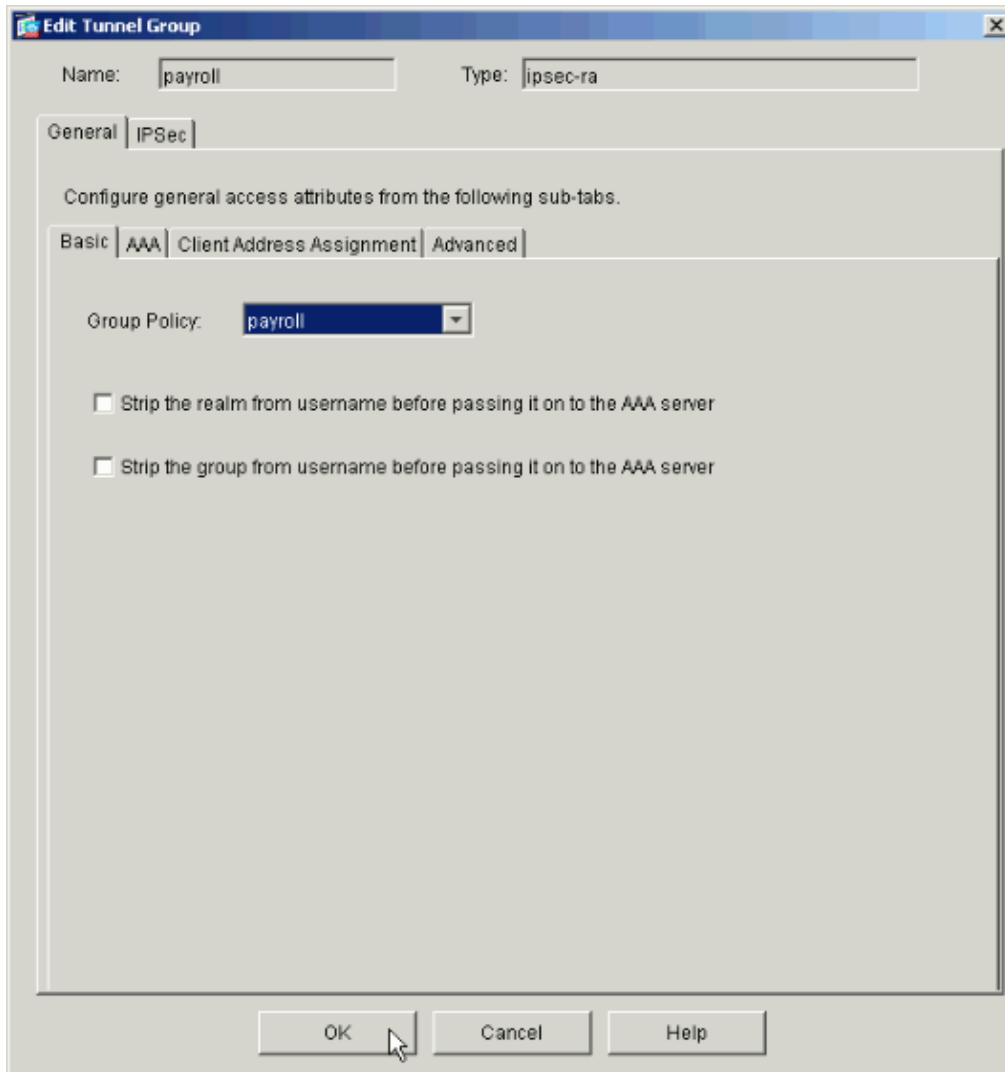 Edit Tunnel Group
Name: payroll Type: ipsec-ra
General IPSec
Configure general access attributes from the following sub-tabs.
Basic AAA Client Address Assignment Advanced
Group Policy: payroll
Strip the realm from username before passing it on to the AAA server
Strip the group from username before passing it on to the AAA server
OK Cancel Help